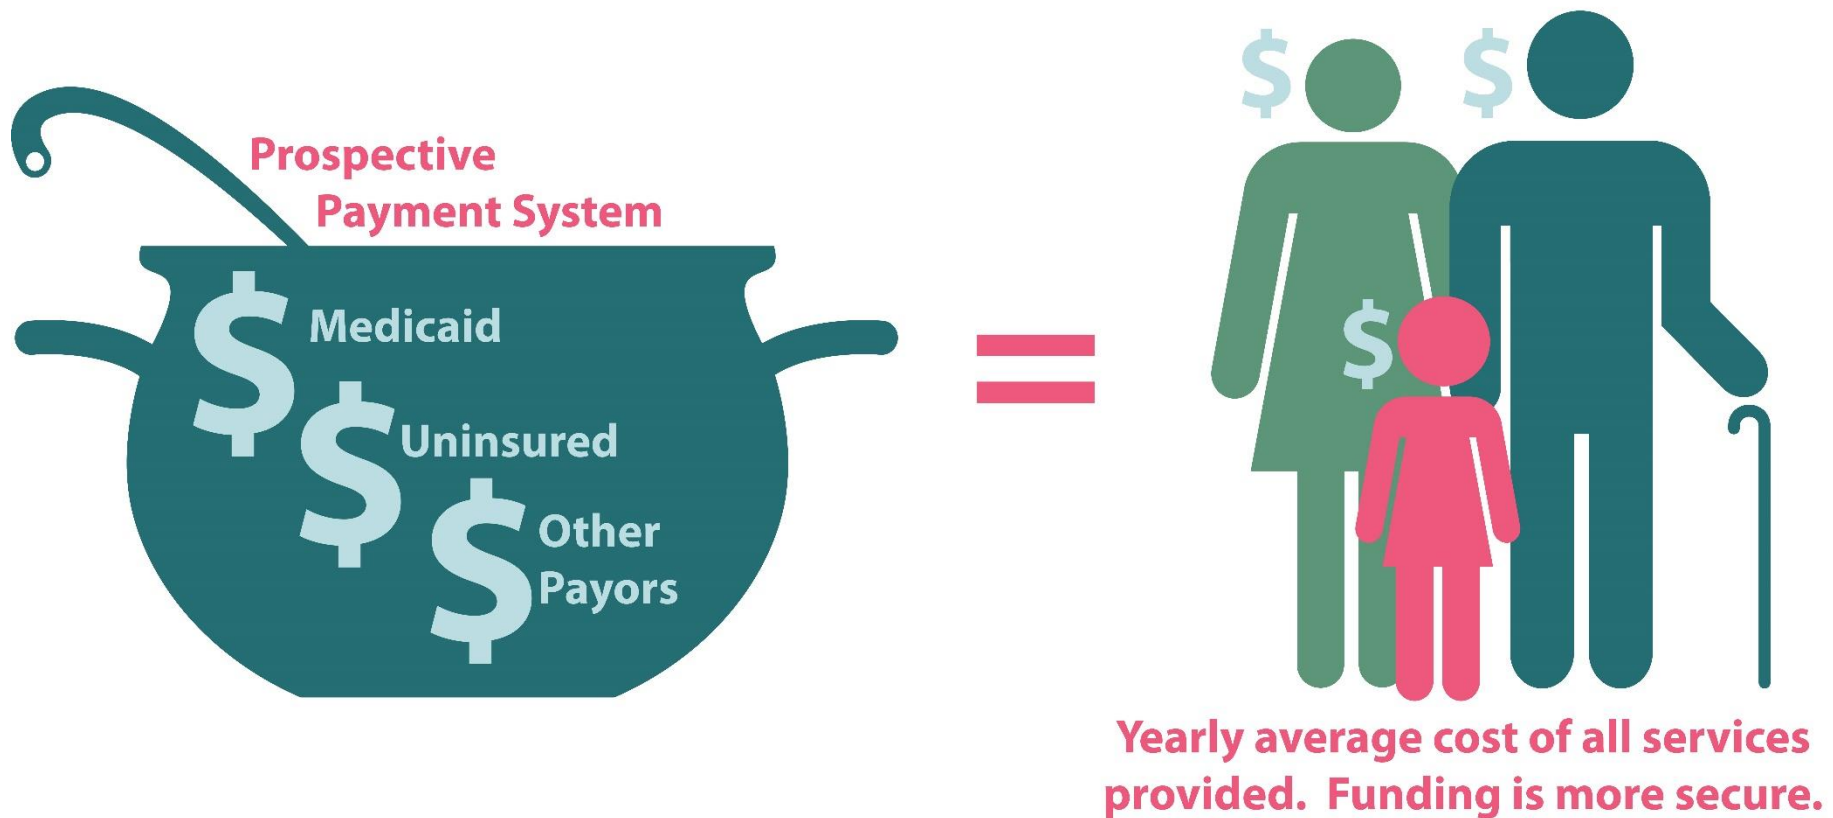 Prospective
Payment System
$ Medicaid
$ Uninsured
$ Other
Payors
=
$
$
$
Yearly average cost of all services
provided.  Funding is more secure.